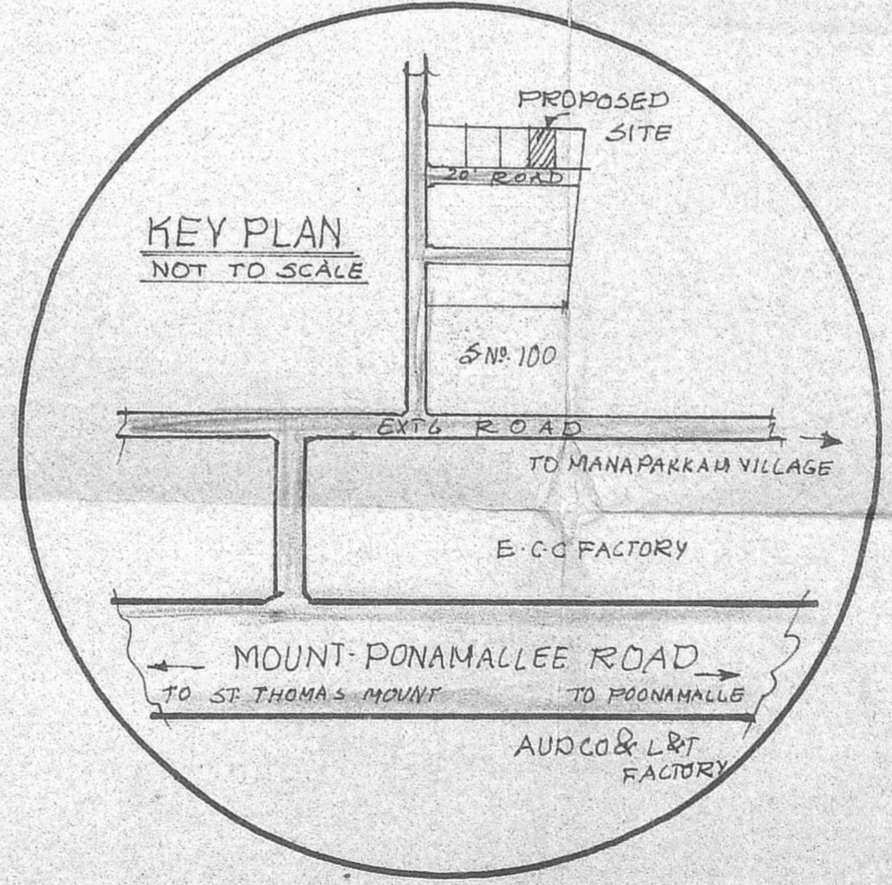 PROPOSED
SITE
20' ROAD
KEY PLAN
NOT TO SCALE
S Nº. 100
EXTG ROAD
TO MANAPAKKAM VILLAGE
E.C.C FACTORY
MOUNT-PONAMALLEE ROAD
TO ST. THOMAS MOUNT
TO POONAMALLE
AUDCO & L&T
FACTORY